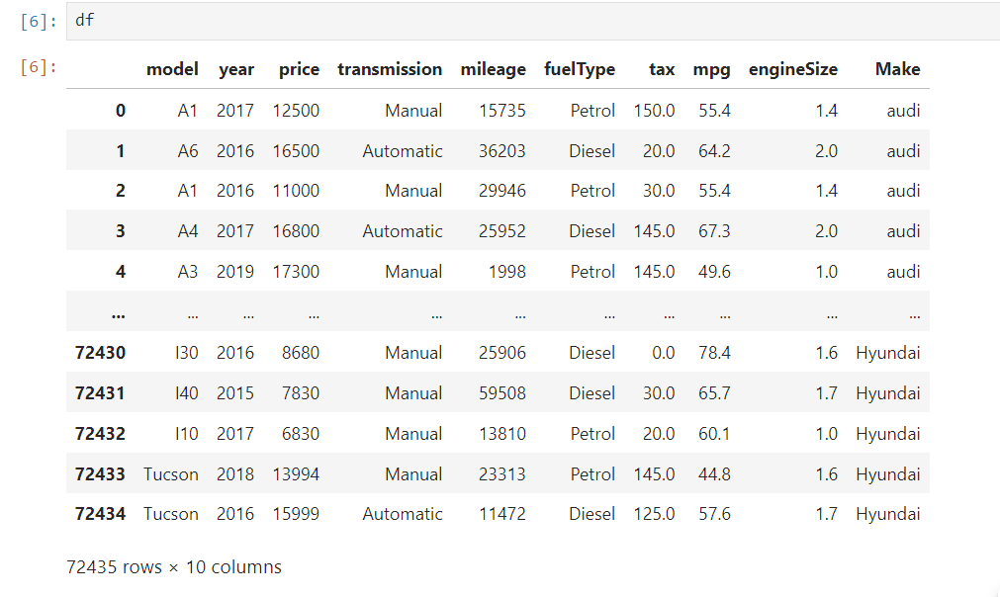 [6]: df
[6]:
model year price transmission mileage fuelType tax mpg engineSize Make
0 A1 2017 12500 Manual 15735 Petrol 150.0 55.4 1.4 audi
1 A6 2016 16500 Automatic 36203 Diesel 20.0 64.2 2.0 audi
2 A1 2016 11000 Manual 29946 Petrol 30.0 55.4 1.4 audi
3 A4 2017 16800 Automatic 25952 Diesel 145.0 67.3 2.0 audi
4 A3 2019 17300 Manual 1998 Petrol 145.0 49.6 1.0 audi
... ... ... ... ... ... ... ... ... ... ...
72430 I30 2016 8680 Manual 25906 Diesel 0.0 78.4 1.6 Hyundai
72431 I40 2015 7830 Manual 59508 Diesel 30.0 65.7 1.7 Hyundai
72432 I10 2017 6830 Manual 13810 Petrol 20.0 60.1 1.0 Hyundai
72433 Tucson 2018 13994 Manual 23313 Petrol 145.0 44.8 1.6 Hyundai
72434 Tucson 2016 15999 Automatic 11472 Diesel 125.0 57.6 1.7 Hyundai
72435 rows × 10 columns